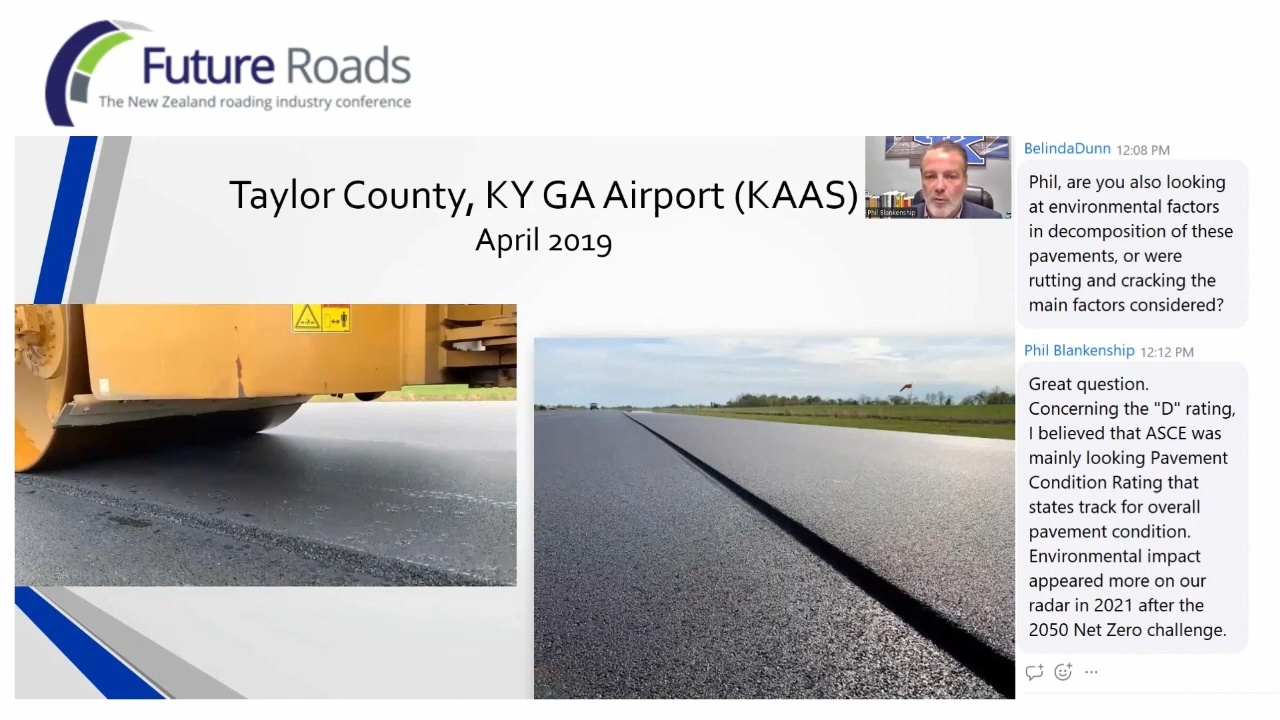 Future Roads
The New Zealand roading industry conference
Taylor County, KY GA Airport (KAAS)
April 2019
Phil Blankenship
BelindaDunn 12:08 PM
Phil, are you also looking
at environmental factors
in decomposition of these
pavements, or were
rutting and cracking the
main factors considered?
Phil Blankenship 12:12 PM
Great question.
Concerning the "D" rating,
I believed that ASCE was
mainly looking Pavement
Condition Rating that
states track for overall
pavement condition.
Environmental impact
appeared more on our
radar in 2021 after the
2050 Net Zero challenge.